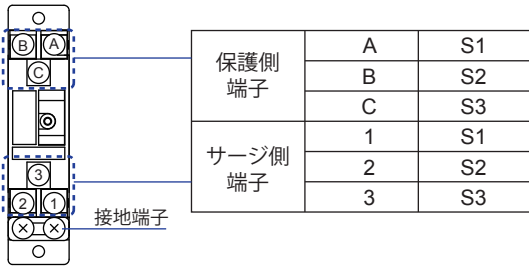 B A
C
3
2 1
接地端子
保護側
端子
A S1
B S2
C S3
サージ側
端子
1 S1
2 S2
3 S3